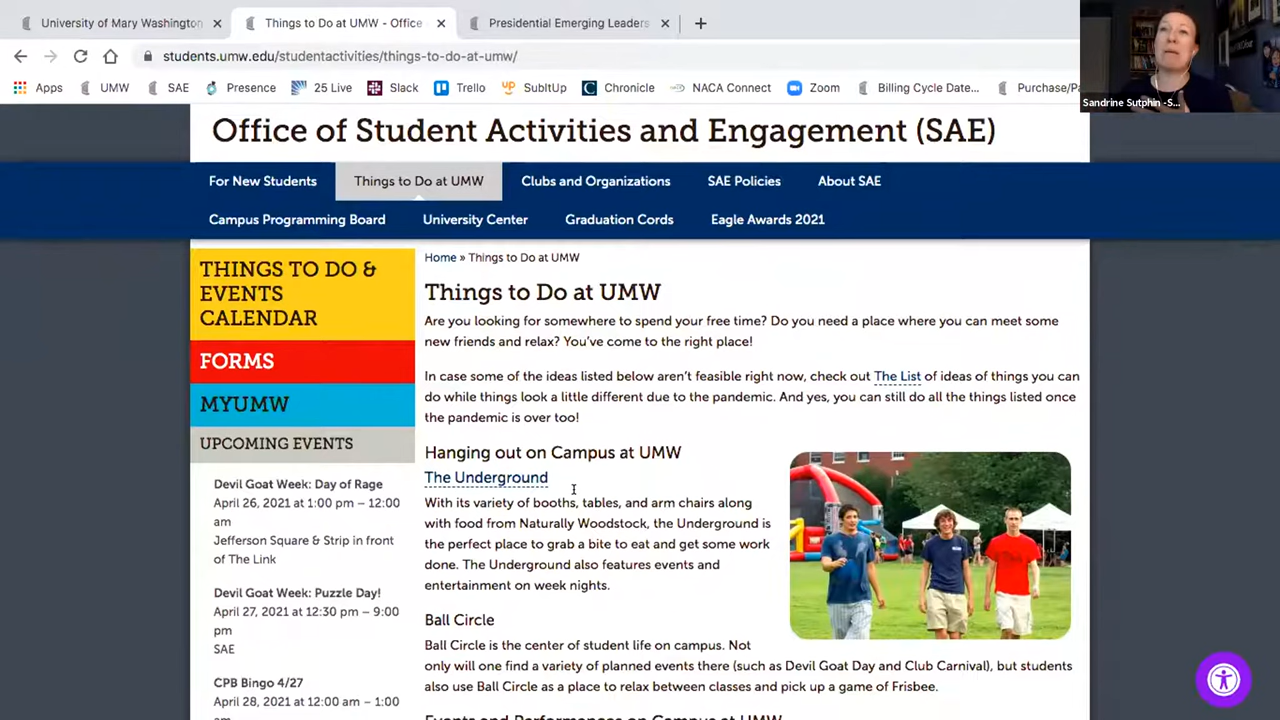 University of Mary Washington
Things to Do at UMW - Office
Presidential Emerging Leaders
students.umw.edu/studentactivities/things-to-do-at-umw/
Apps UMW SAE Presence 25 Live Slack Trello SubItUp Chronicle NACA Connect Zoom Billing Cycle Date... Purchase/Pa
Sandrine Sutphin -S...
Office of Student Activities and Engagement (SAE)
For New Students Things to Do at UMW Clubs and Organizations SAE Policies About SAE
Campus Programming Board University Center Graduation Cords Eagle Awards 2021
THINGS TO DO &
EVENTS
CALENDAR
FORMS
MYUMW
UPCOMING EVENTS
Devil Goat Week: Day of Rage
April 26, 2021 at 1:00 pm – 12:00
am
Jefferson Square & Strip in front
of The Link
Devil Goat Week: Puzzle Day!
April 27, 2021 at 12:30 pm – 9:00
pm
SAE
CPB Bingo 4/27
April 28, 2021 at 12:00 am – 1:00
am
Home » Things to Do at UMW
Things to Do at UMW
Are you looking for somewhere to spend your free time? Do you need a place where you can meet some
new friends and relax? You've come to the right place!
In case some of the ideas listed below aren't feasible right now, check out The List of ideas of things you can
do while things look a little different due to the pandemic. And yes, you can still do all the things listed once
the pandemic is over too!
Hanging out on Campus at UMW
The Underground
With its variety of booths, tables, and arm chairs along
with food from Naturally Woodstock, the Underground is
the perfect place to grab a bite to eat and get some work
done. The Underground also features events and
entertainment on week nights.
Ball Circle
Ball Circle is the center of student life on campus. Not
only will one find a variety of planned events there (such as Devil Goat Day and Club Carnival), but students
also use Ball Circle as a place to relax between classes and pick up a game of Frisbee.
Events and Performances on Campus at UMW